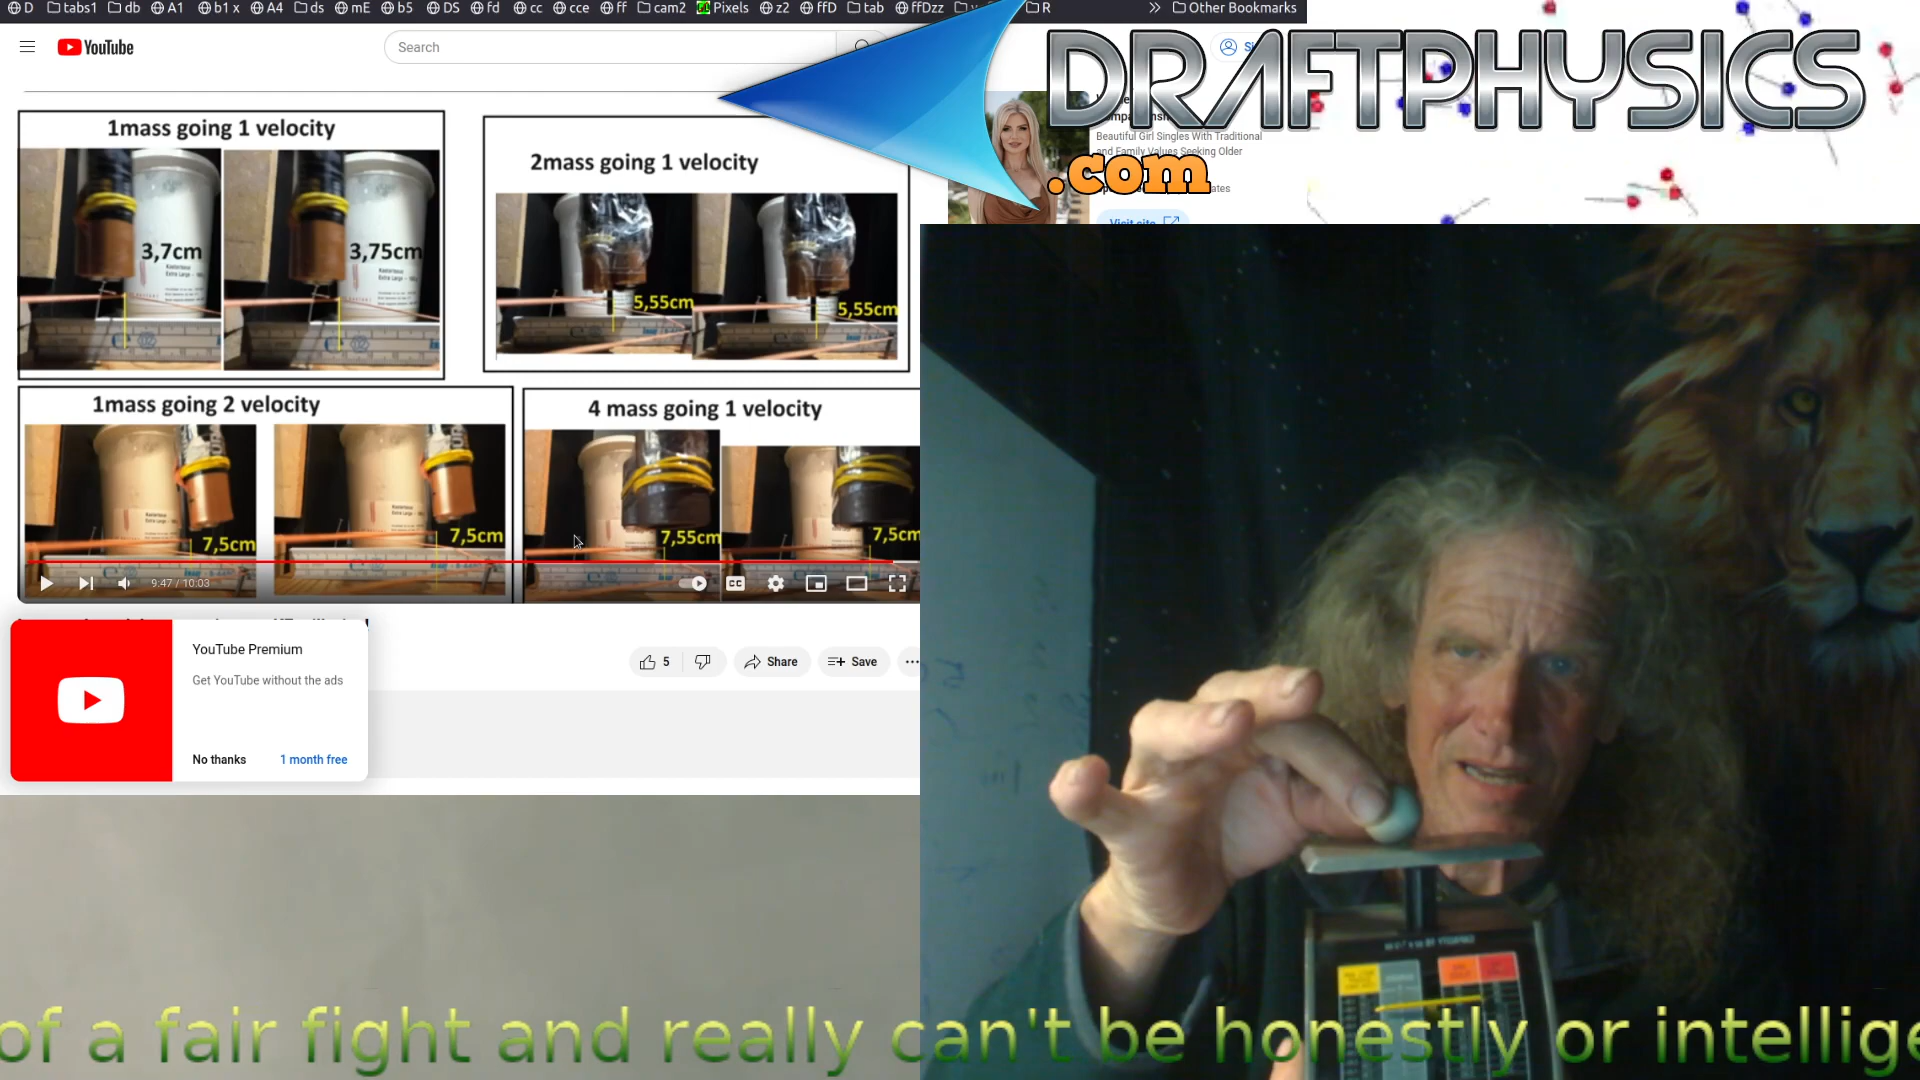 D tabs1 db A1 b1 x A4 ds mE b5 DS fd cc cce ff cam2 Pixels z2 ffD tab ffDzz R » Other Bookmarks
YouTube
Search
DRAFTPHYSICS
.com
Beautiful Girl Singles With Traditional
and Family Values Seeking Older
Visit site
1mass going 1 velocity
3,7cm
3,75cm
2mass going 1 velocity
5,55cm
5,55cm
1mass going 2 velocity
7,5cm
7,5cm
4 mass going 1 velocity
7,55cm
7,5cm
9:47 / 10:03
CC
5
Share
Save
YouTube Premium
Get YouTube without the ads
No thanks
1 month free
of a fair fight and really can't be honestly or intellige